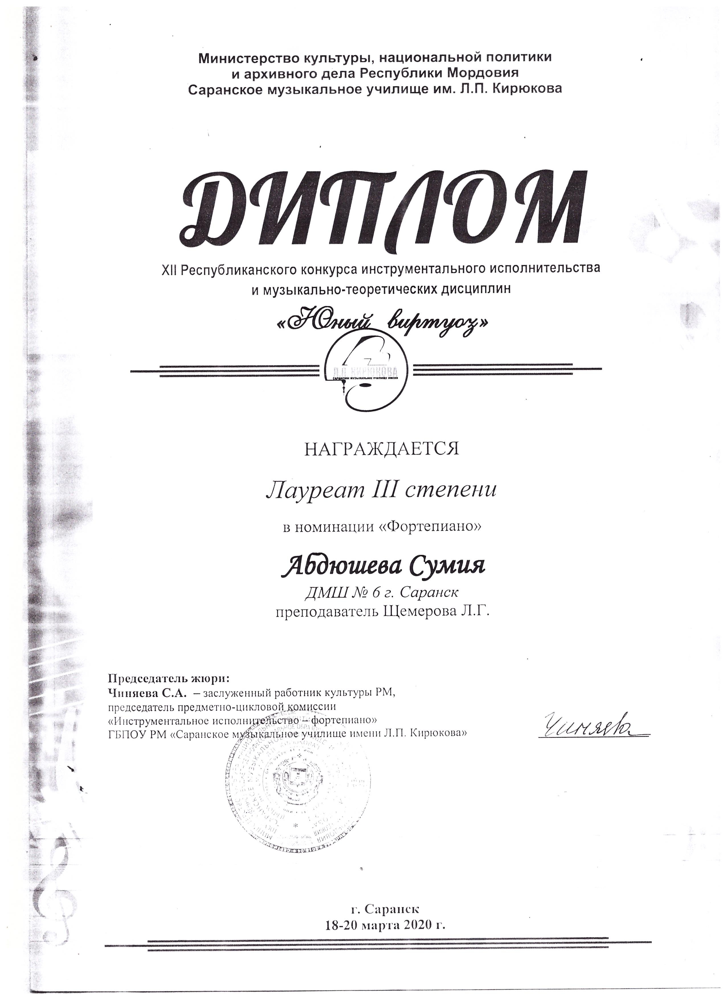 Министерство культуры, национальной политики
и архивного дела Республики Мордовия
Саранское музыкальное училище им. Л.П. Кирюкова
ДИПЛОМ
XII Республиканского конкурса инструментального исполнительства
и музыкально-теоретических дисциплин
«Юный виртуоз»
Л.П. КИРЮКОВА
САРАНСКОЕ МУЗЫКАЛЬНОЕ УЧИЛИЩЕ ИМЕНИ
НАГРАЖДАЕТСЯ
Лауреат III степени
в номинации «Фортепиано»
Абдюшева Сумия
ДМШ № 6 г. Саранск
преподаватель Щемерова Л.Г.
Председатель жюри:
Чиняева С.А. – заслуженный работник культуры РМ,
председатель предметно-цикловой комиссии
«Инструментальное исполнительство – фортепиано»
ГБПОУ РМ «Саранское музыкальное училище имени Л.П. Кирюкова»
Чиняева
г. Саранск
18-20 марта 2020 г.